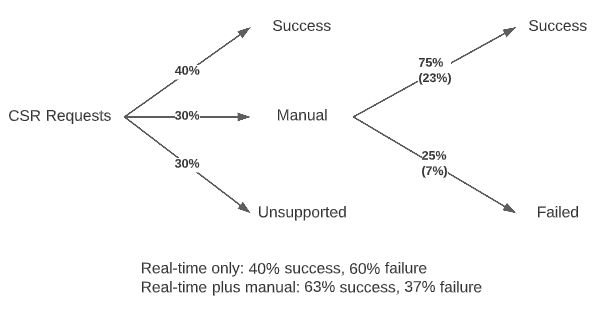 Success
Success
40%
75%
(23%)
CSR Requests
30%
Manual
30%
25%
(7%)
Unsupported
Failed
Real-time only: 40% success, 60% failure
Real-time plus manual: 63% success, 37% failure